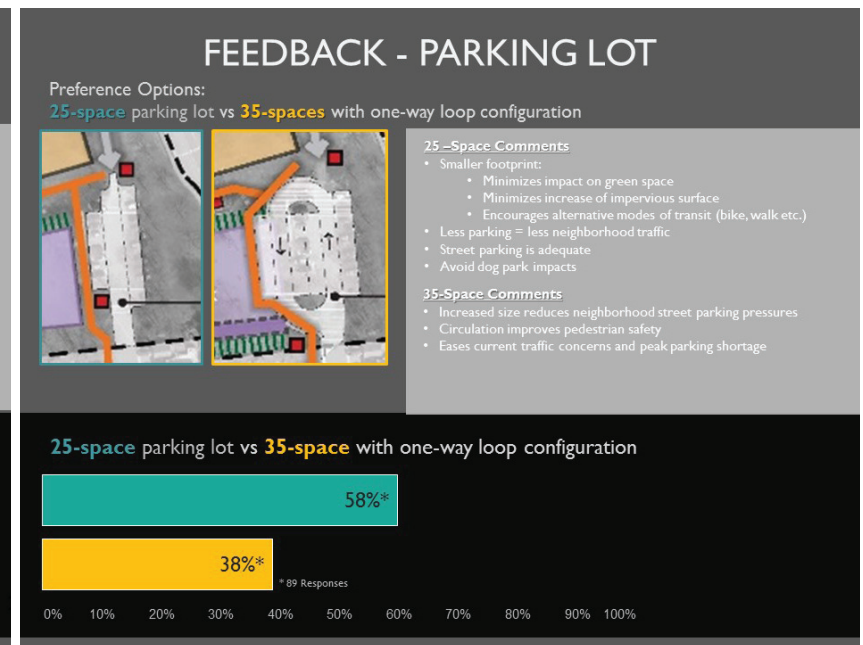 FEEDBACK - PARKING LOT
Preference Options:
25-space parking lot vs 35-spaces with one-way loop configuration
25 –Space Comments
• Smaller footprint:
• Minimizes impact on green space
• Minimizes increase of impervious surface
• Encourages alternative modes of transit (bike, walk etc.)
• Less parking = less neighborhood traffic
• Street parking is adequate
• Avoid dog park impacts
35-Space Comments
• Increased size reduces neighborhood street parking pressures
• Circulation improves pedestrian safety
• Eases current traffic concerns and peak parking shortage
25-space parking lot vs 35-space with one-way loop configuration
58%*
38%*
* 89 Responses
0% 10% 20% 30% 40% 50% 60% 70% 80% 90% 100%